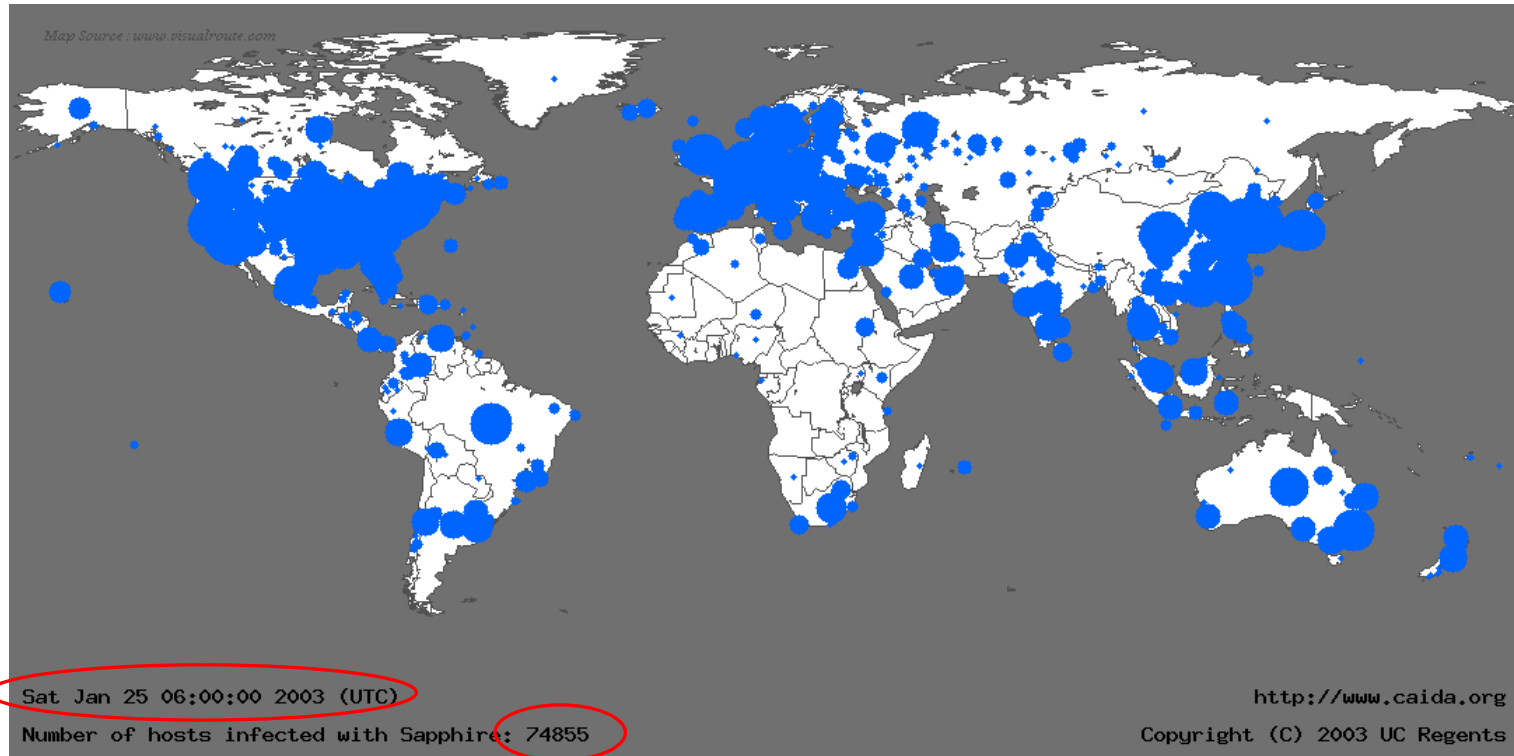 Map Source : www.visualroute.com
Sat Jan 25 06:00:00 2003 (UTC)
http://www.caida.org
Number of hosts infected with Sapphire: 74855
Copyright (C) 2003 UC Regents